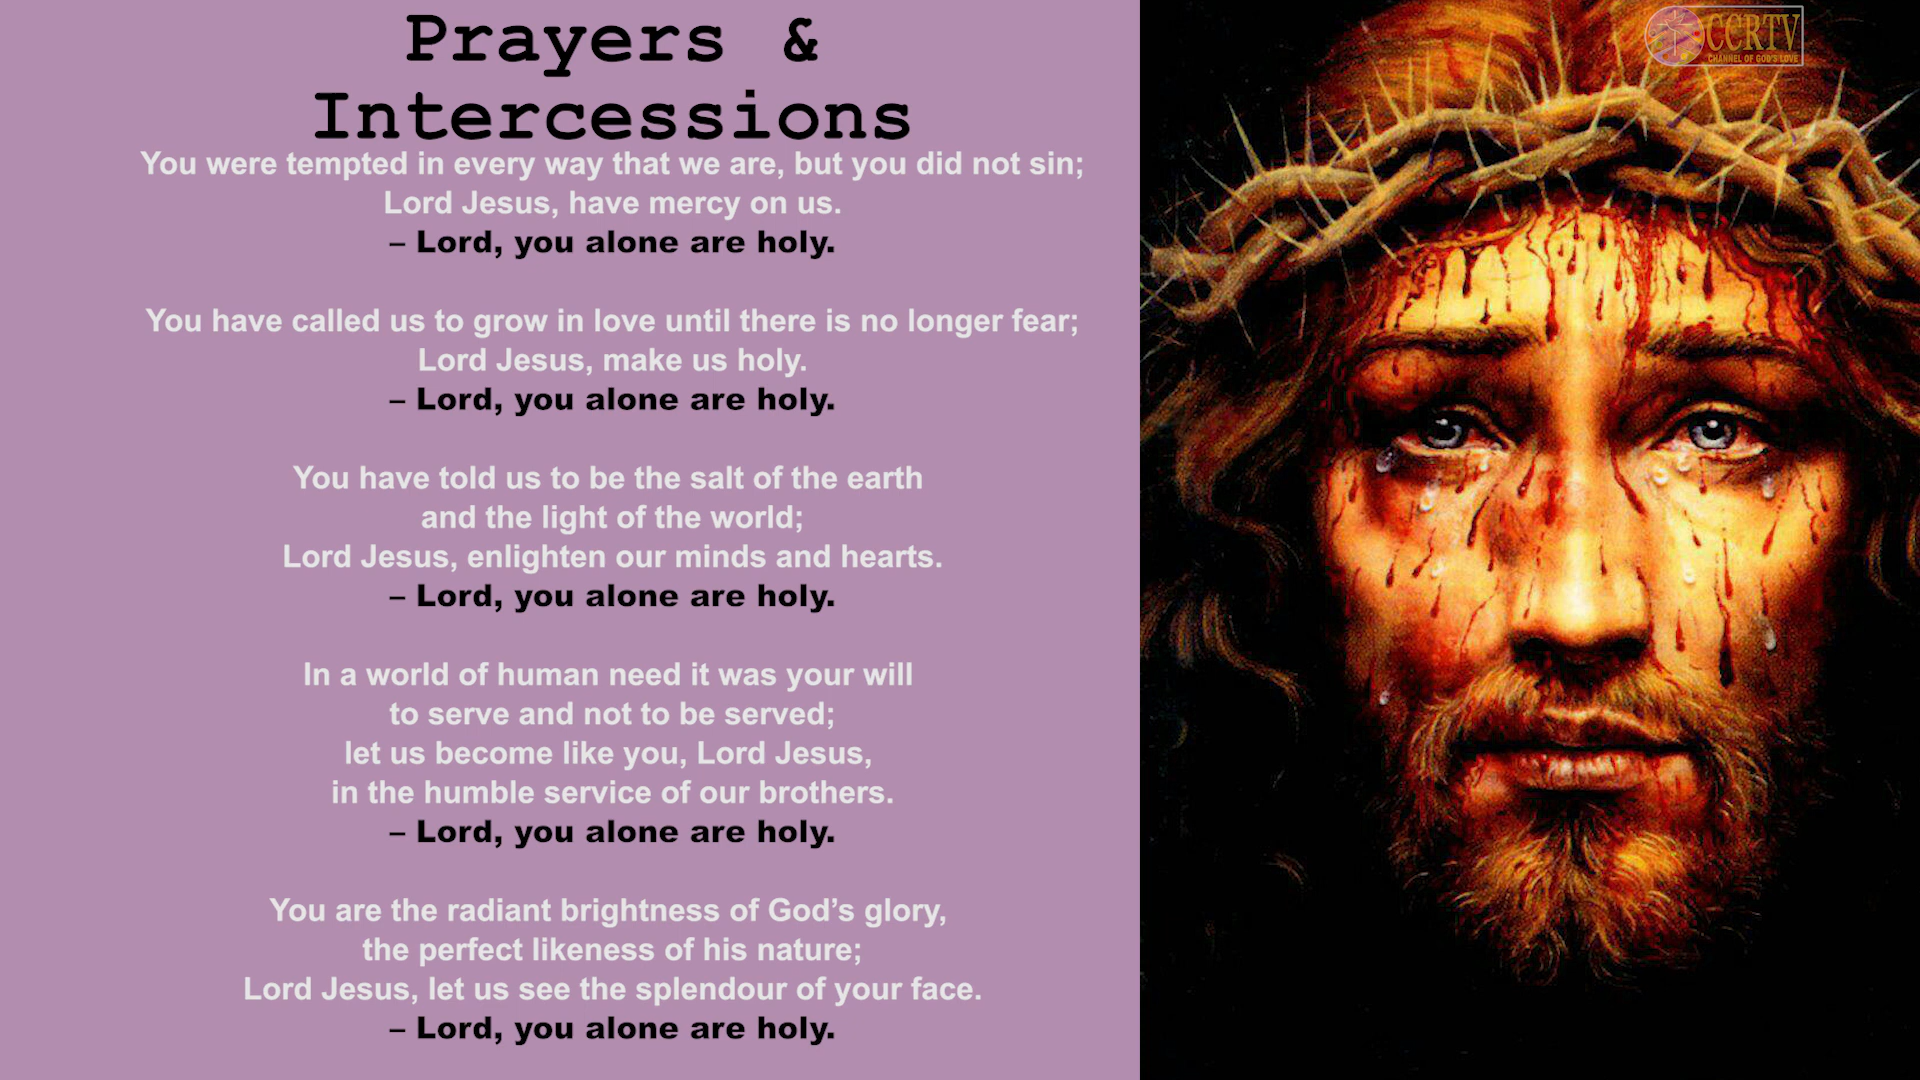 Prayers &
Intercessions
You were tempted in every way that we are, but you did not sin;
Lord Jesus, have mercy on us.
– Lord, you alone are holy.
You have called us to grow in love until there is no longer fear;
Lord Jesus, make us holy.
– Lord, you alone are holy.
You have told us to be the salt of the earth
and the light of the world;
Lord Jesus, enlighten our minds and hearts.
– Lord, you alone are holy.
In a world of human need it was your will
to serve and not to be served;
let us become like you, Lord Jesus,
in the humble service of our brothers.
– Lord, you alone are holy.
You are the radiant brightness of God’s glory,
the perfect likeness of his nature;
Lord Jesus, let us see the splendour of your face.
– Lord, you alone are holy.
CCRTV
CHANNEL OF GOD'S LOVE